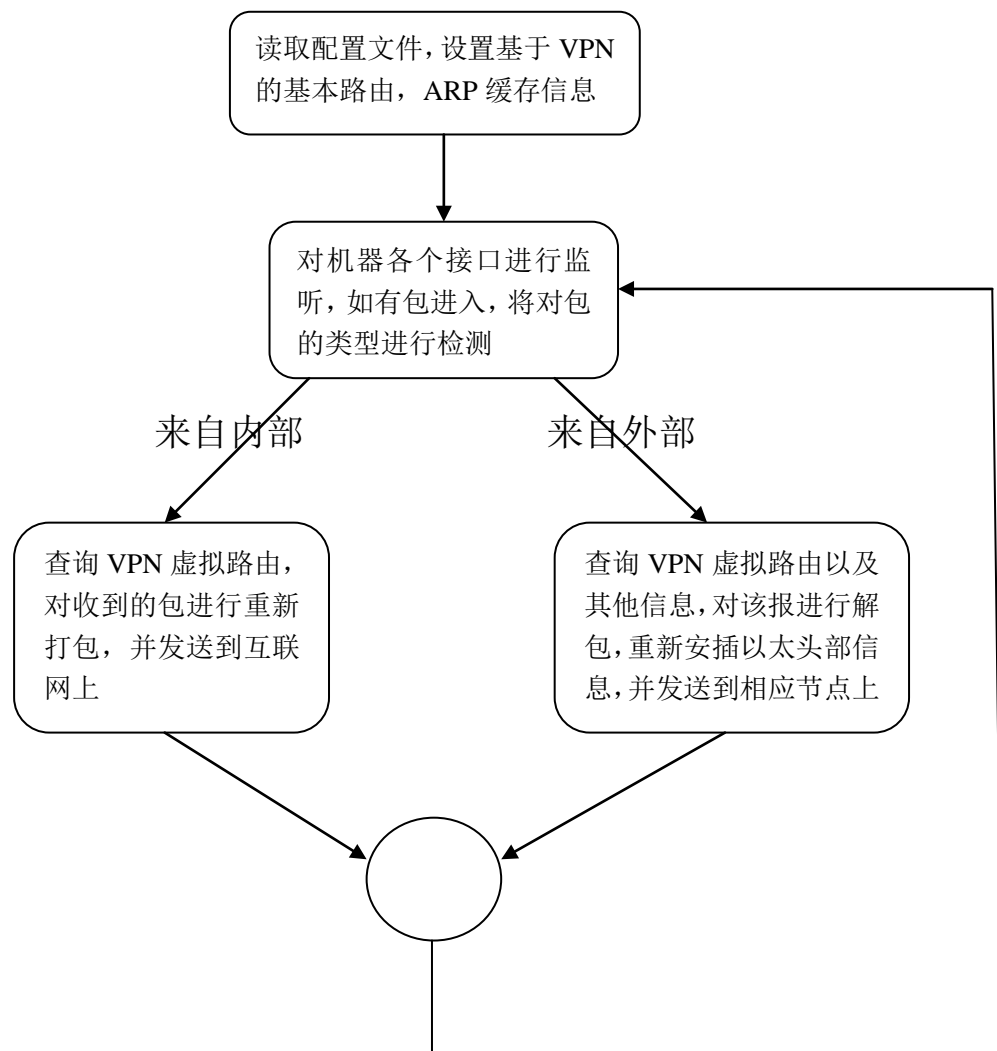 读取配置文件，设置基于 VPN
的基本路由，ARP 缓存信息
对机器各个接口进行监
听，如有包进入，将对包
的类型进行检测
来自内部
来自外部
查询 VPN 虚拟路由，
对收到的包进行重新
打包，并发送到互联
网上
查询 VPN 虚拟路由以及
其他信息，对该报进行解
包，重新安插以太头部信
息，并发送到相应节点上